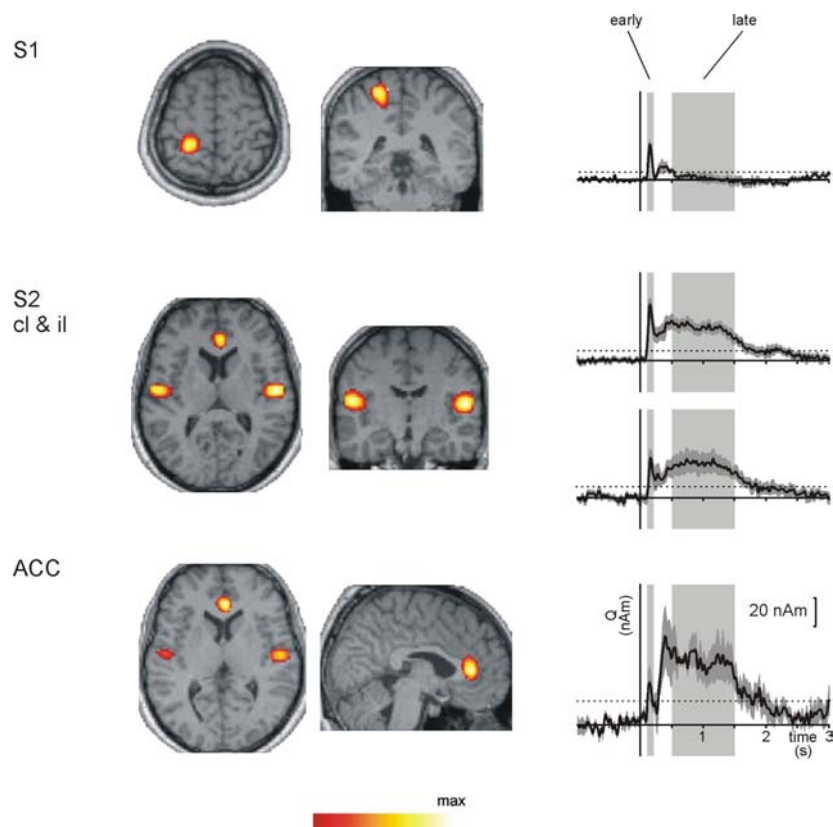 early late
S1
S2
cl & il
ACC
Q
(nAm)
20 nAm
1 2 3
time
(s)
max